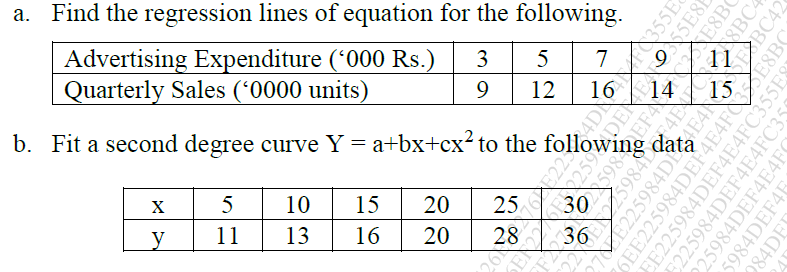 a. Find the regression lines of equation for the following.
Advertising Expenditure (‘000 Rs.) 3 5 7 9 11
Quarterly Sales (‘0000 units) 9 12 16 14 15
b. Fit a second degree curve Y = a+bx+cx² to the following data
x 5 10 15 20 25 30
y 11 13 16 20 28 36